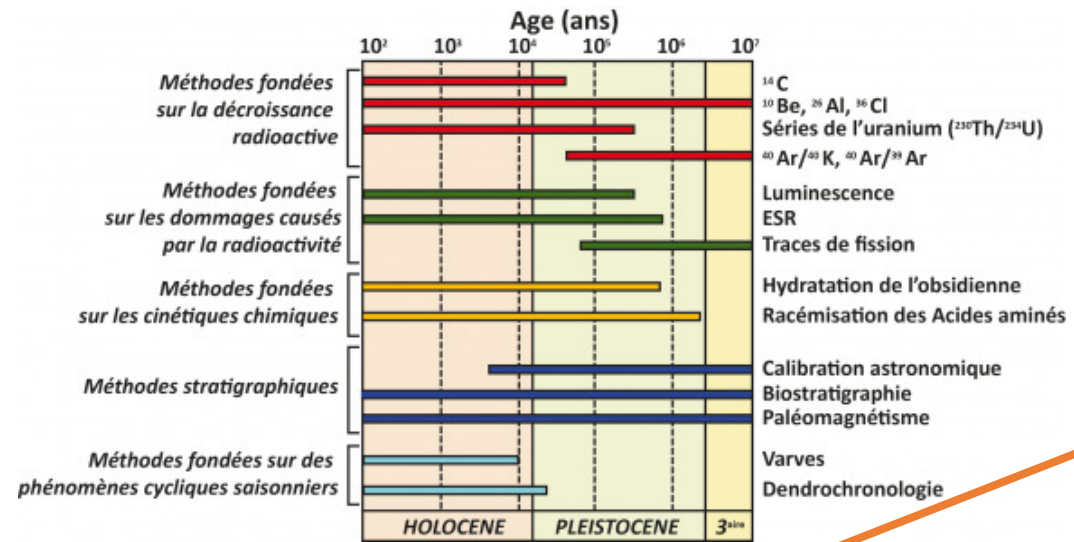 Age (ans)
10² 10³ 10⁴ 10⁵ 10⁶ 10⁷
Méthodes fondées
sur la décroissance
radioactive
¹⁴C
¹⁰Be, ²⁶Al, ³⁶Cl
Séries de l'uranium (²³⁰Th/²³⁴U)
⁴⁰Ar/⁴⁰K, ⁴⁰Ar/³⁹Ar
Méthodes fondées
sur les dommages causés
par la radioactivité
Luminescence
ESR
Traces de fission
Méthodes fondées
sur les cinétiques chimiques
Hydratation de l'obsidienne
Racémisation des Acides aminés
Méthodes stratigraphiques
Calibration astronomique
Biostratigraphie
Paléomagnétisme
Méthodes fondées sur des
phénomènes cycliques saisonniers
Varves
Dendrochronologie
HOLOCENE PLEISTOCENE 3ᵃⁱʳᵉ